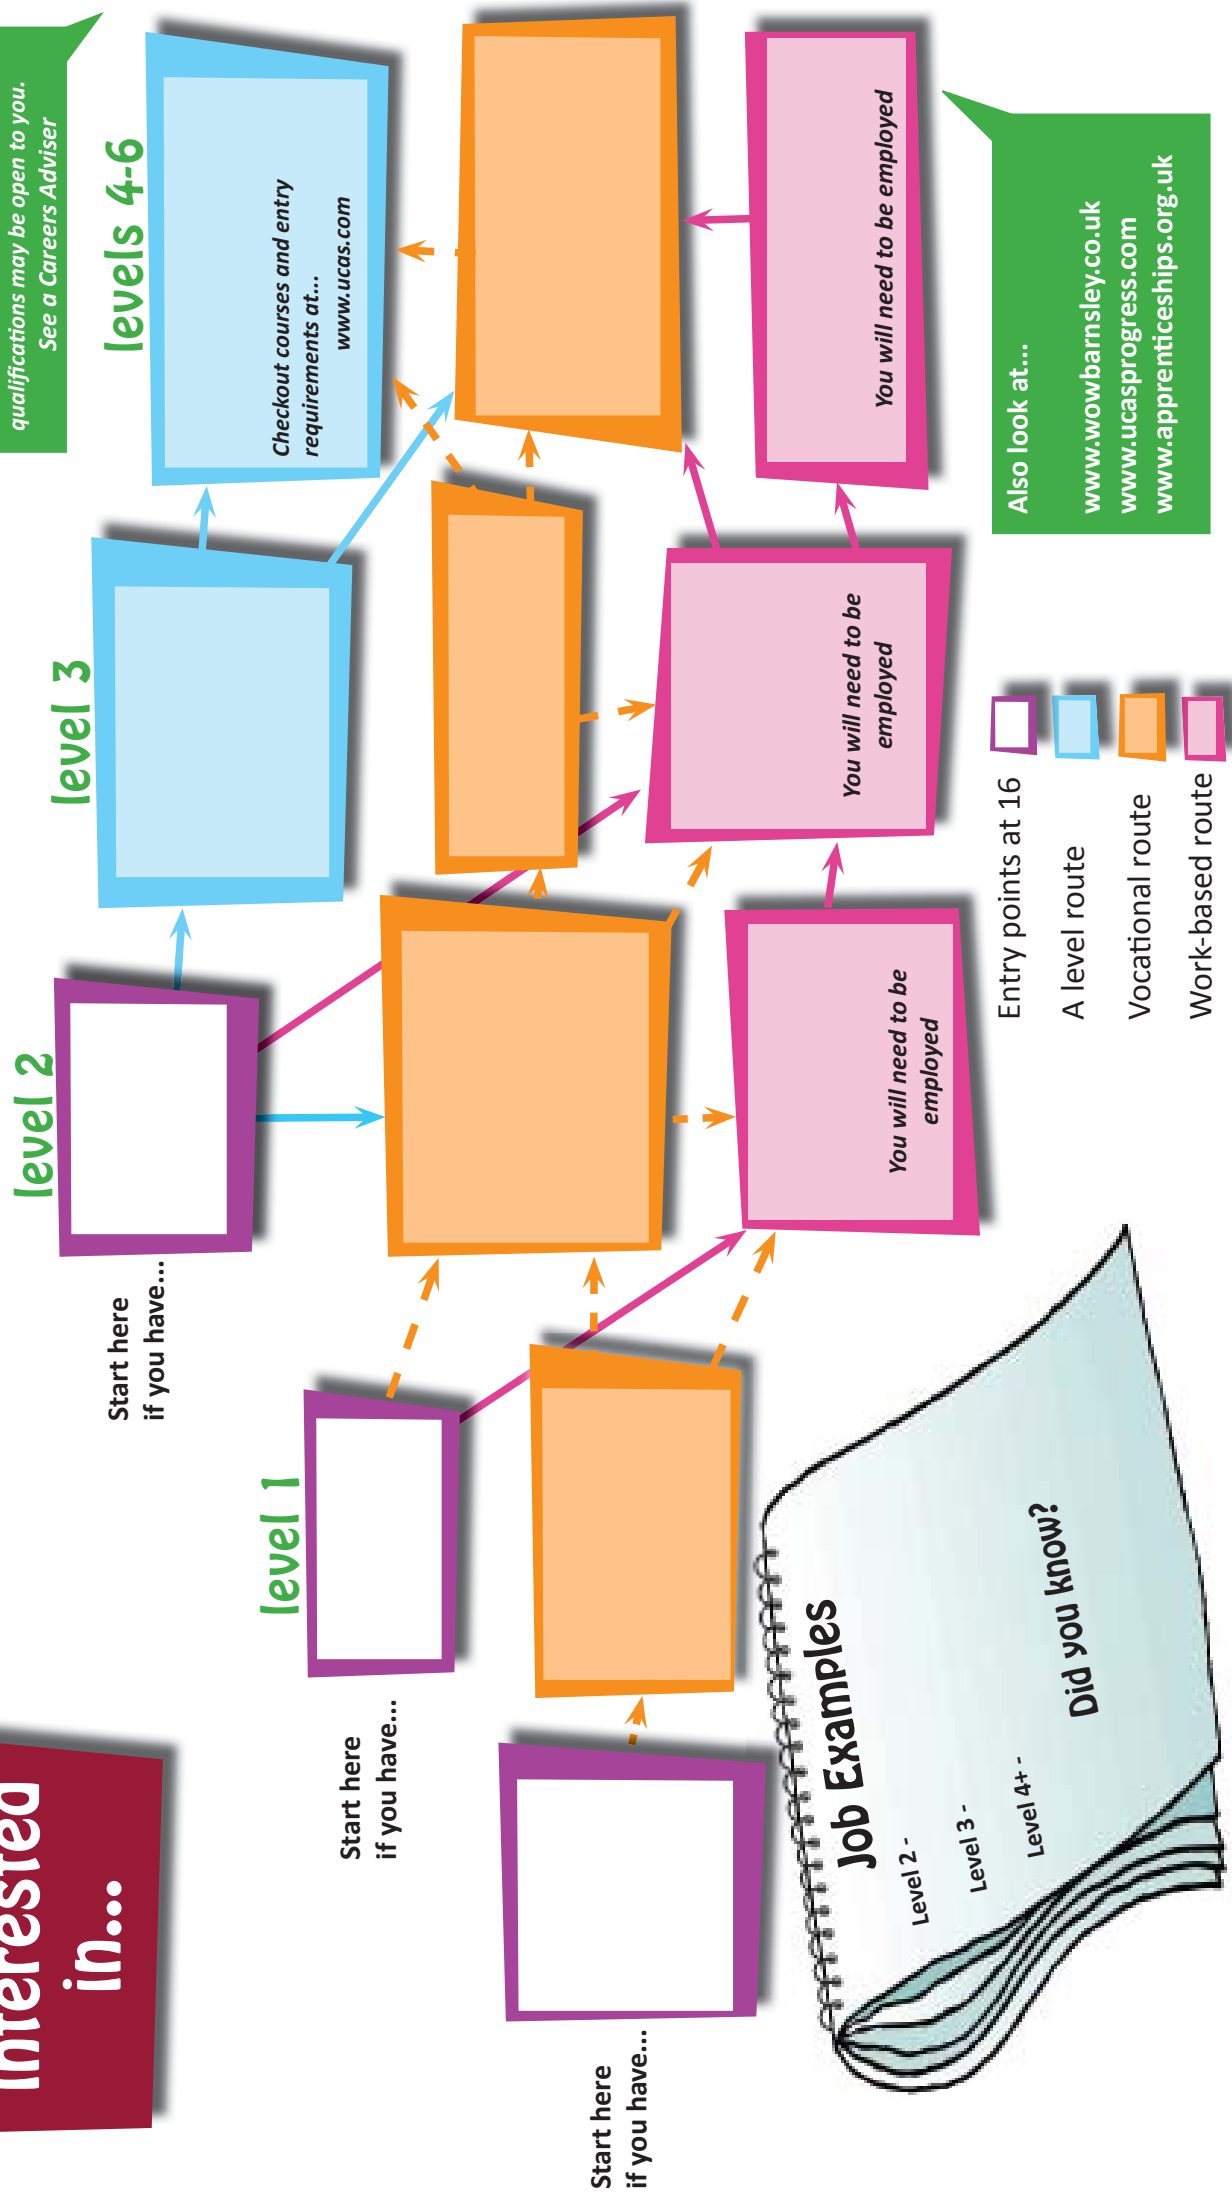 Interested
in...
qualifications may be open to you.
See a Careers Adviser
level 1
level 2
level 3
levels 4-6
Start here
if you have...
Start here
if you have...
Start here
if you have...
Checkout courses and entry
requirements at...
www.ucas.com
You will need to be
employed
You will need to be
employed
You will need to be employed
Job Examples
Level 2 -
Level 3 -
Level 4+ -
Did you know?
Entry points at 16
A level route
Vocational route
Work-based route
Also look at...
www.wowbarnsley.co.uk
www.ucasprogress.com
www.apprenticeships.org.uk